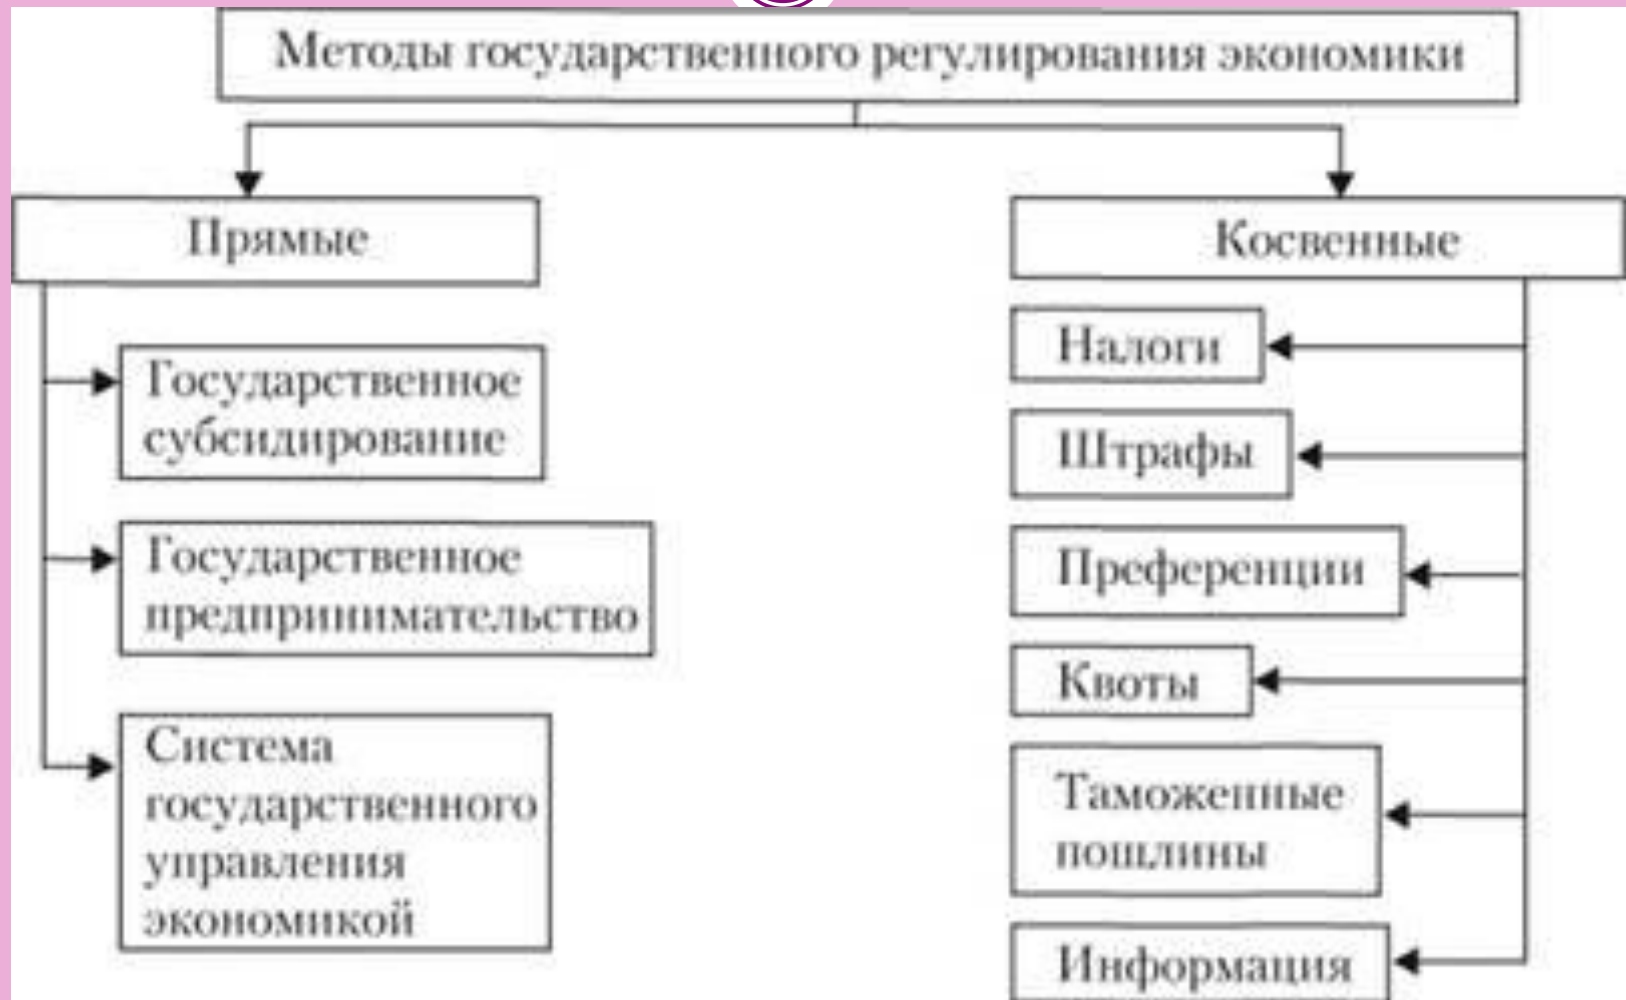 Методы государственного регулирования экономики
Прямые
Государственное
субсидирование
Государственное
предпринимательство
Система
государственного
управления
экономикой
Косвенные
Налоги
Штрафы
Преференции
Квоты
Таможенные
пошлины
Информация